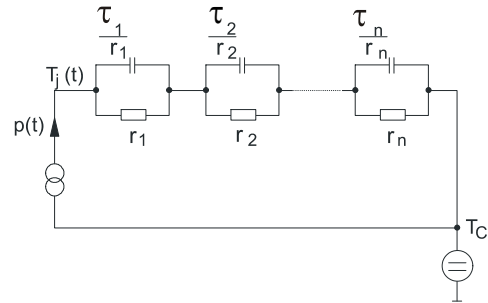 τ₁ τ₂ τₙ
r₁ r₂ rₙ
Tj (t)
r₁ r₂ rₙ
p(t)
TC